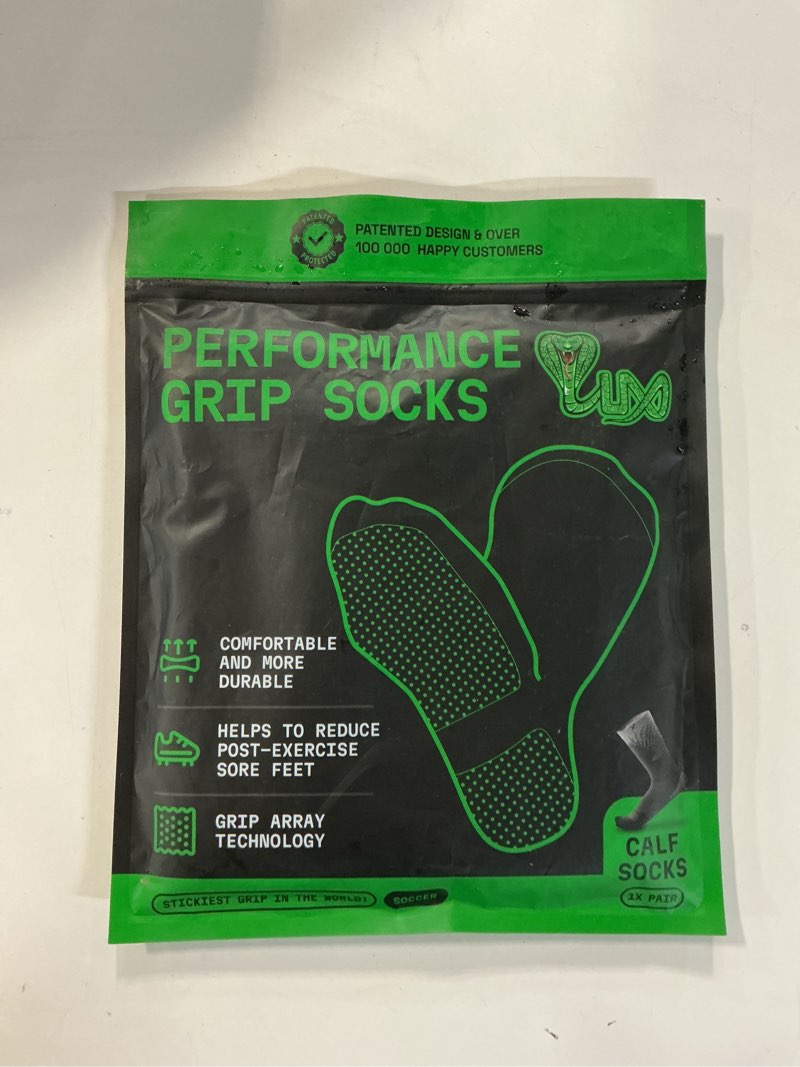 PATENTED
PROTECTED
PATENTED DESIGN & OVER
100 000 HAPPY CUSTOMERS
PERFORMANCE
GRIP SOCKS
Lux
COMFORTABLE
AND MORE
DURABLE
HELPS TO REDUCE
POST-EXERCISE
SORE FEET
GRIP ARRAY
TECHNOLOGY
CALF
SOCKS
1X PAIR
STICKIEST GRIP IN THE WORLD!
SOCCER